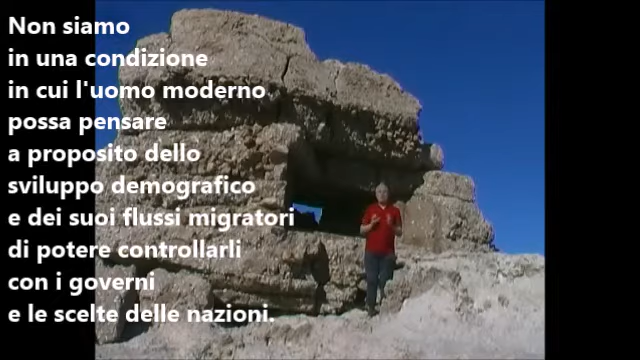 Non siamo
in una condizione
in cui l'uomo moderno
possa pensare
a proposito dello
sviluppo demografico
e dei suoi flussi migratori
di potere controllarli
con i governi
e le scelte delle nazioni.